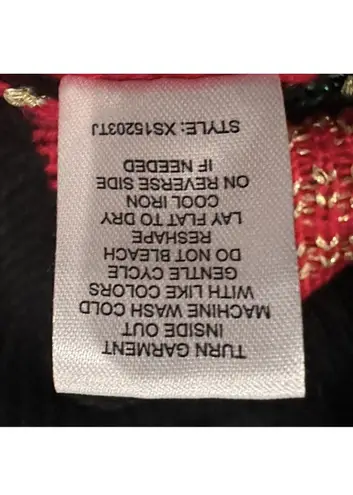 TURN GARMENT
INSIDE OUT
MACHINE WASH COLD
WITH LIKE COLORS
GENTLE CYCLE
DO NOT BLEACH
RESHAPE
LAY FLAT TO DRY
COOL IRON
ON REVERSE SIDE
IF NEEDED
STYLE: XS15203TJ